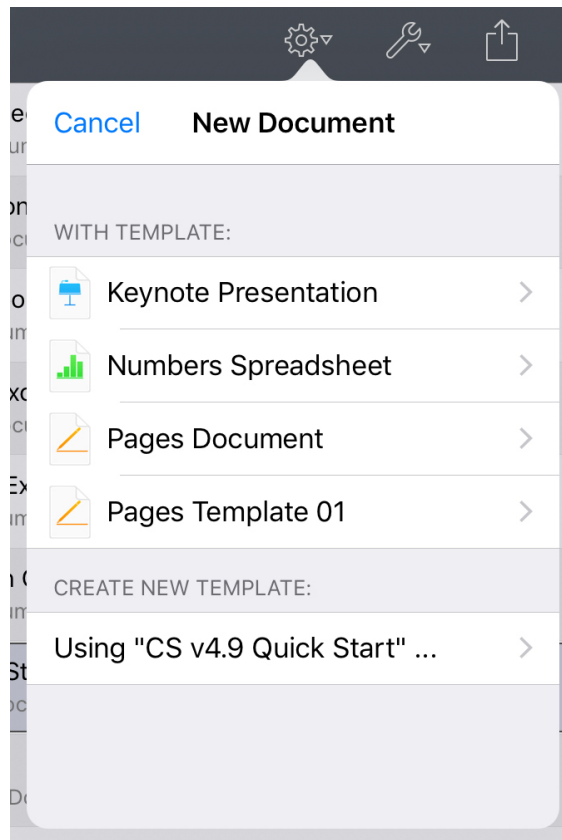 Cancel New Document
WITH TEMPLATE:
Keynote Presentation
Numbers Spreadsheet
Pages Document
Pages Template 01
CREATE NEW TEMPLATE:
Using "CS v4.9 Quick Start" ...